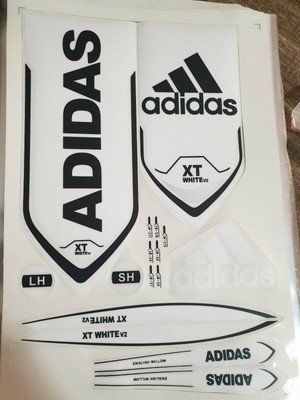 ADIDAS
XT
WHITE V2
adidas
XT
WHITE V2
LH
SH
adidas
XT WHITE V2
XT WHITE V2
ENGLISH WILLOW
ADIDAS
ENGLISH WILLOW
ADIDAS